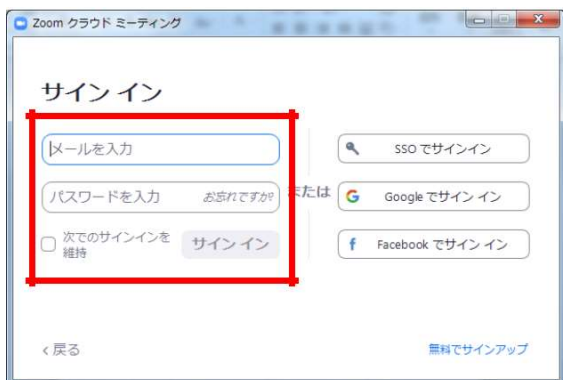 Zoom クラウド ミーティング
サイン イン
メールを入力
パスワードを入力 お忘れですか?
次でのサインインを
維持
サイン イン
または
SSO でサインイン
Google でサイン イン
Facebook でサイン イン
< 戻る
無料でサインアップ